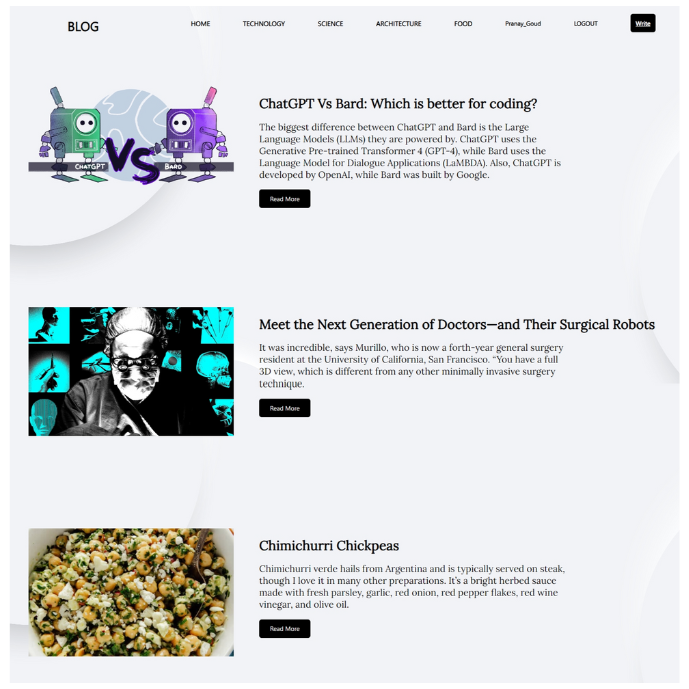 BLOG
HOME
TECHNOLOGY
SCIENCE
ARCHITECTURE
FOOD
Pranay_Goud
LOGOUT
Write
CHATGPT
VS
BARD
ChatGPT Vs Bard: Which is better for coding?
The biggest difference between ChatGPT and Bard is the Large
Language Models (LLMs) they are powered by. ChatGPT uses the
Generative Pre-trained Transformer 4 (GPT-4), while Bard uses the
Language Model for Dialogue Applications (LaMBDA). Also, ChatGPT is
developed by OpenAI, while Bard was built by Google.
Read More
Meet the Next Generation of Doctors—and Their Surgical Robots
It was incredible, says Murillo, who is now a forth-year general surgery
resident at the University of California, San Francisco. “You have a full
3D view, which is different from any other minimally invasive surgery
technique.
Read More
Chimichurri Chickpeas
Chimichurri verde hails from Argentina and is typically served on steak,
though I love it in many other preparations. It’s a bright herbed sauce
made with fresh parsley, garlic, red onion, red pepper flakes, red wine
vinegar, and olive oil.
Read More